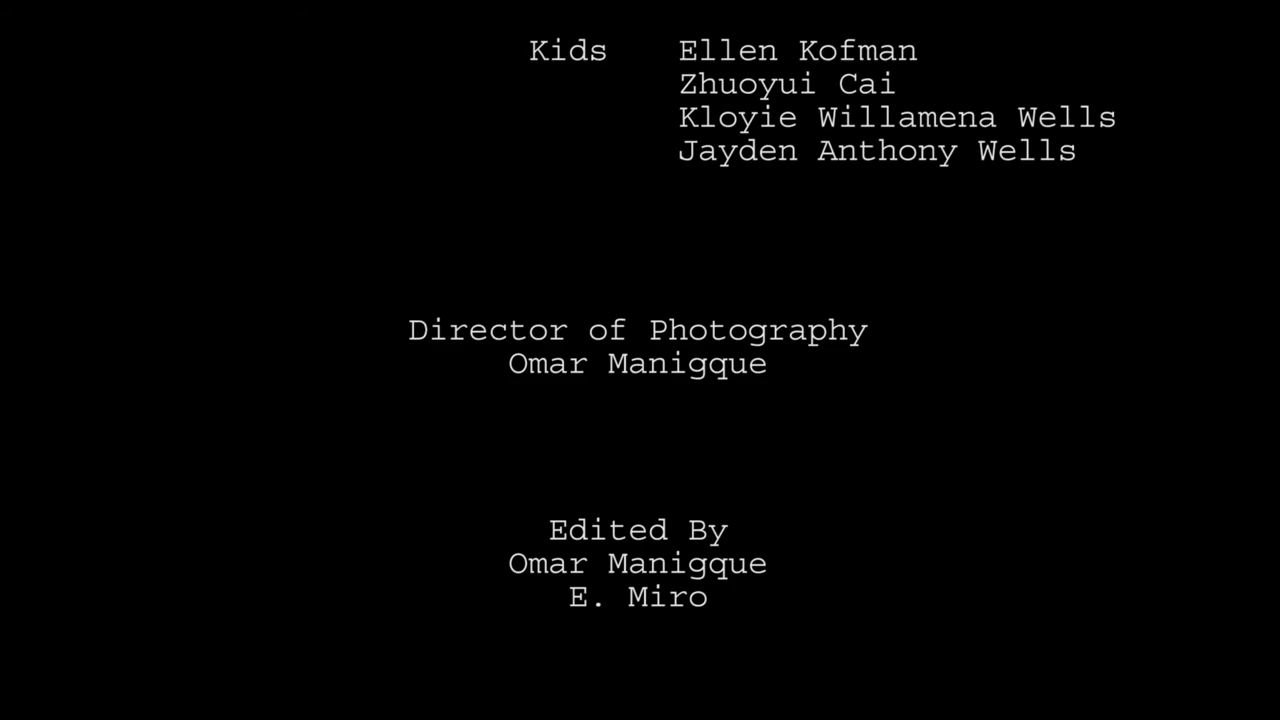 Kids Ellen Kofman
Zhuoyui Cai
Kloyie Willamena Wells
Jayden Anthony Wells
Director of Photography
Omar Manigque
Edited By
Omar Manigque
E. Miro